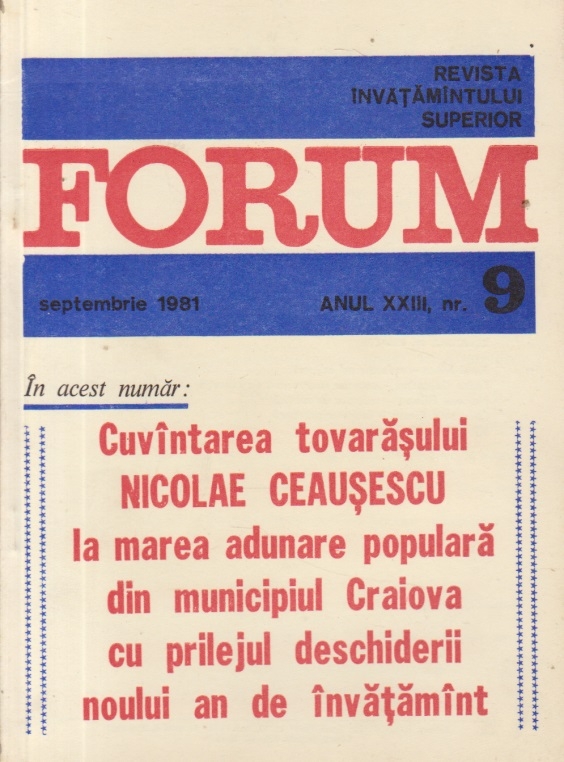 REVISTA
ÎNVĂŢĂMÎNTULUI
SUPERIOR
FORUM
septembrie 1981 ANUL XXIII, nr. 9
În acest număr:
Cuvîntarea tovarăşului
NICOLAE CEAUŞESCU
la marea adunare populară
din municipiul Craiova
cu prilejul deschiderii
noului an de învăţămînt